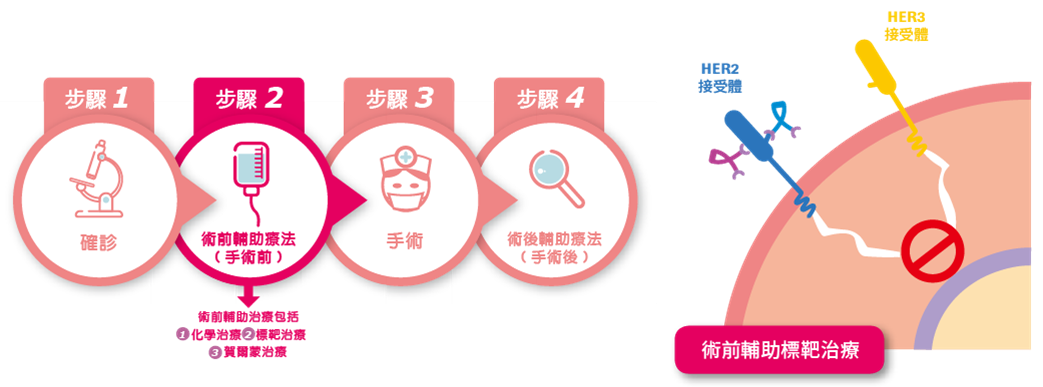 步驟 1
確診
步驟 2
術前輔助療法
（手術前）
術前輔助治療包括
1 化學治療 2 標靶治療
3 賀爾蒙治療
步驟 3
手術
步驟 4
術後輔助療法
（手術後）
HER2
接受體
HER3
接受體
術前輔助標靶治療